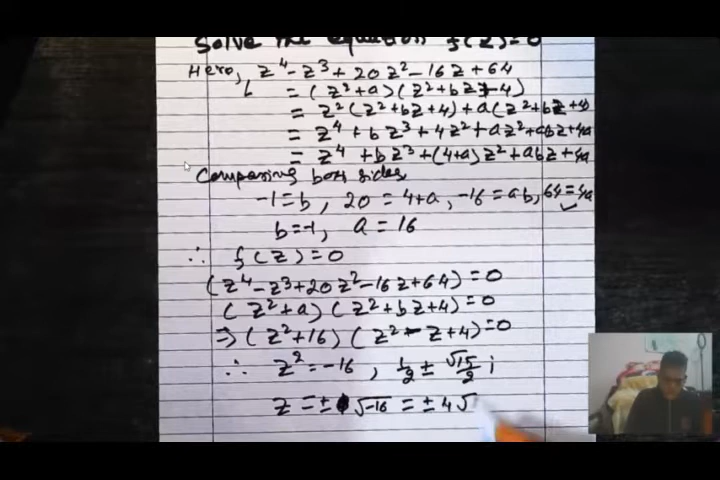 Solve the equation f(z)=0
Here, z⁴-z³+20z²-16z+64
= (z²+a)(z²+bz+4)
= z²(z²+bz+4)+a(z²+bz+4)
= z⁴+bz³+4z²+az²+abz+4a
= z⁴+bz³+(4+a)z²+abz+4a
Comparing both sides
-1=b, 20=4+a, -16=ab, 64=4a
b=-1, a=16
∴ f(z)=0
(z⁴-z³+20z²-16z+64)=0
(z²+a)(z²+bz+4)=0
⇒(z²+16)(z²-z+4)=0
∴ z²=-16, 1/2 ± √15/2 i
z=± √-16 = ± 4√